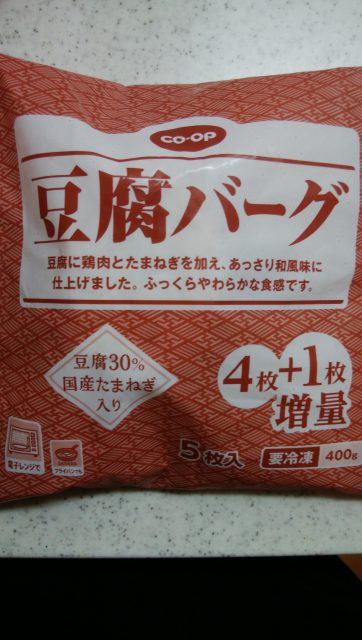 CO-OP
豆腐バーグ
豆腐に鶏肉とたまねぎを加え、あっさり和風味に
仕上げました。ふっくらやわらかな食感です。
豆腐30%
国産たまねぎ
入り
4枚+1枚
増量
電子レンジで
フライパンでも
5枚入
要冷凍 400g